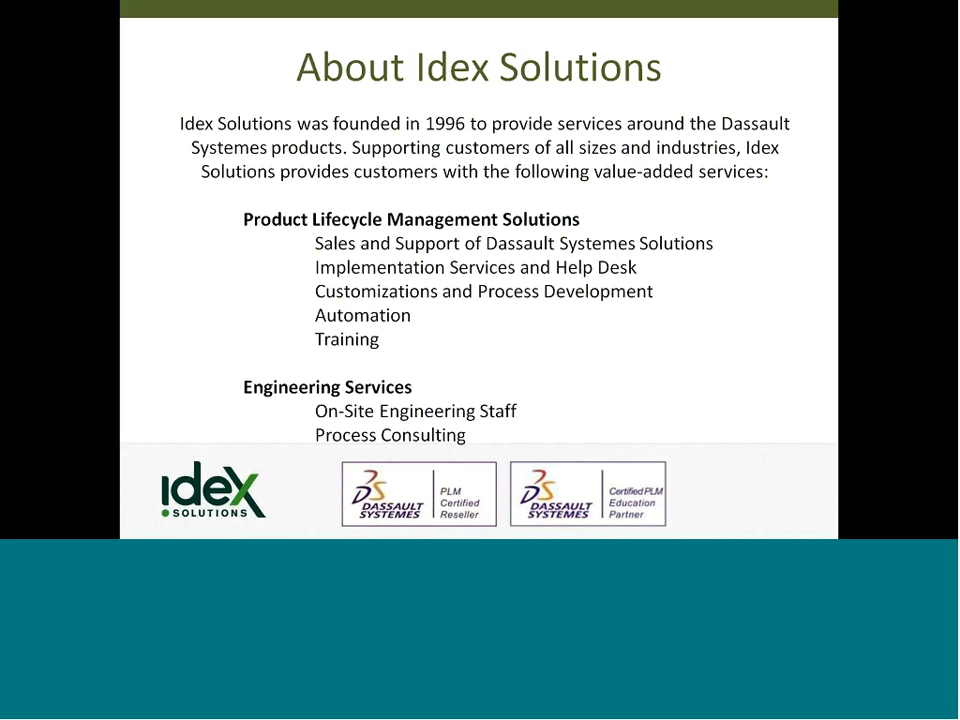 About Idex Solutions
Idex Solutions was founded in 1996 to provide services around the Dassault
Systemes products. Supporting customers of all sizes and industries, Idex
Solutions provides customers with the following value-added services:
Product Lifecycle Management Solutions
Sales and Support of Dassault Systemes Solutions
Implementation Services and Help Desk
Customizations and Process Development
Automation
Training
Engineering Services
On-Site Engineering Staff
Process Consulting
idex
SOLUTIONS
DASSAULT
SYSTEMES
PLM
Certified
Reseller
DASSAULT
SYSTEMES
Certified PLM
Education
Partner